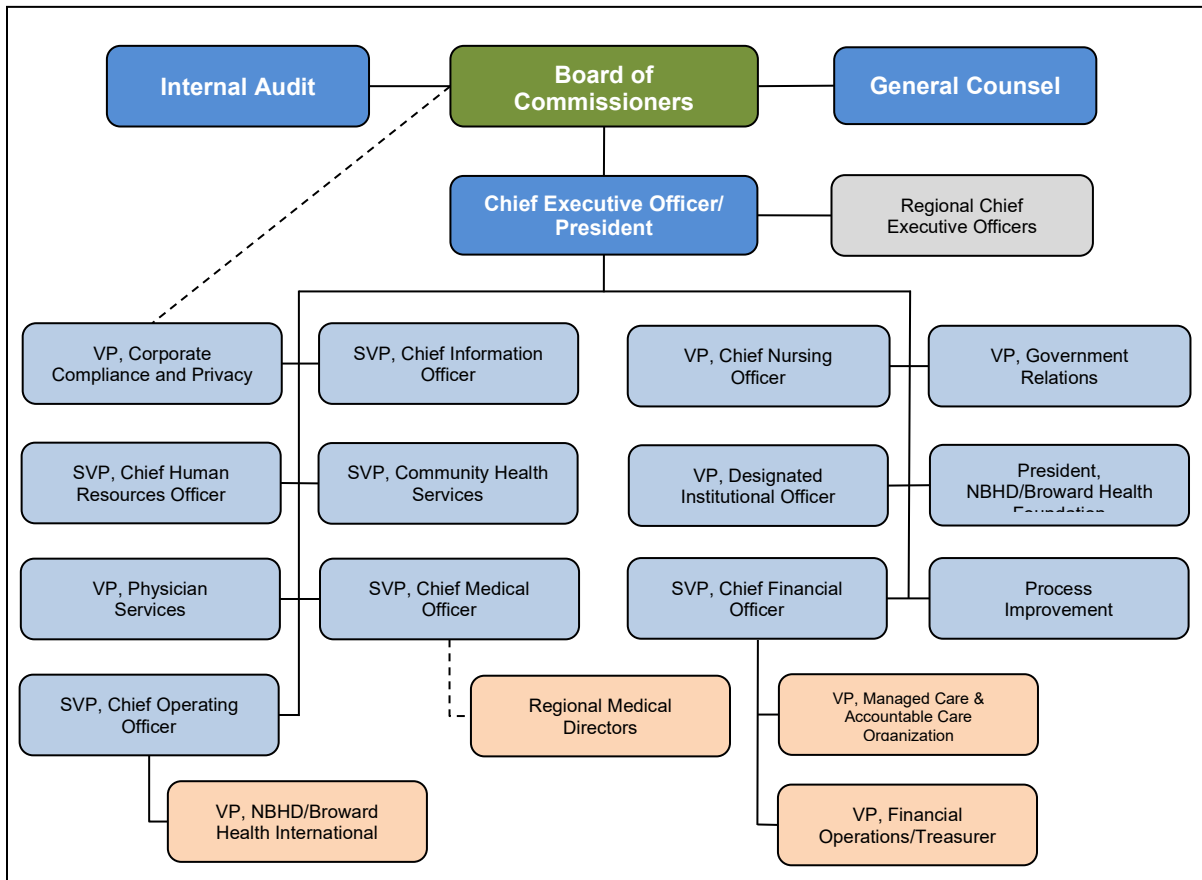 Internal Audit
Board of
Commissioners
General Counsel
Chief Executive Officer/
President
Regional Chief
Executive Officers
VP, Corporate
Compliance and Privacy
SVP, Chief Information
Officer
VP, Chief Nursing
Officer
VP, Government
Relations
SVP, Chief Human
Resources Officer
SVP, Community Health
Services
VP, Designated
Institutional Officer
President,
NBHD/Broward Health
Foundation
VP, Physician
Services
SVP, Chief Medical
Officer
SVP, Chief Financial
Officer
Process
Improvement
SVP, Chief Operating
Officer
Regional Medical
Directors
VP, Managed Care &
Accountable Care
Organization
VP, NBHD/Broward
Health International
VP, Financial
Operations/Treasurer